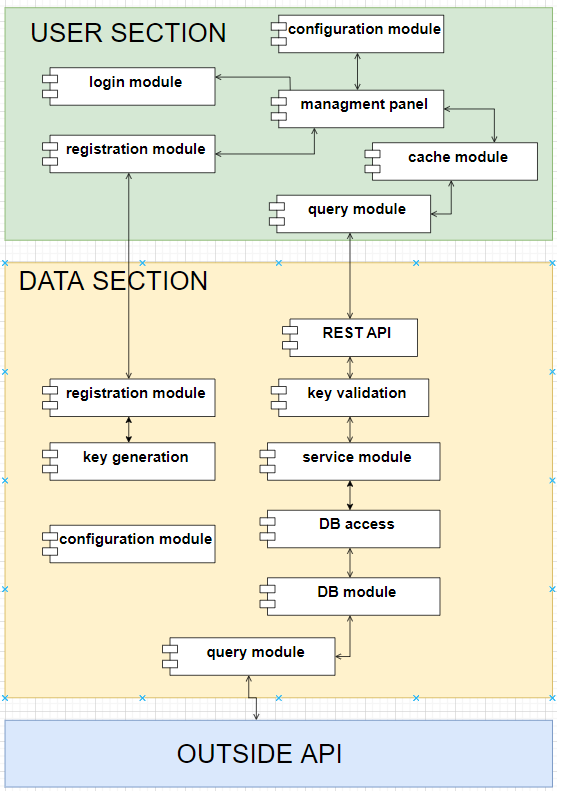 USER SECTION
configuration module
login module
managment panel
registration module
cache module
query module
DATA SECTION
REST API
registration module
key validation
key generation
service module
DB access
configuration module
DB module
query module
OUTSIDE API